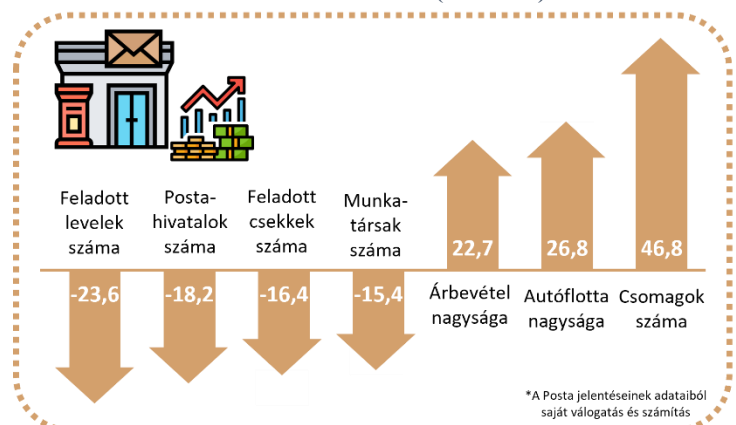 Feladott
levelek
száma
Posta-
hivatalok
száma
Feladott
csekkek
száma
Munka-
társak
száma
-23,6
-18,2
-16,4
-15,4
22,7
26,8
46,8
Árbevétel
nagysága
Autóflotta
nagysága
Csomagok
száma
*A Posta jelentéseinek adataiból
saját válogatás és számítás